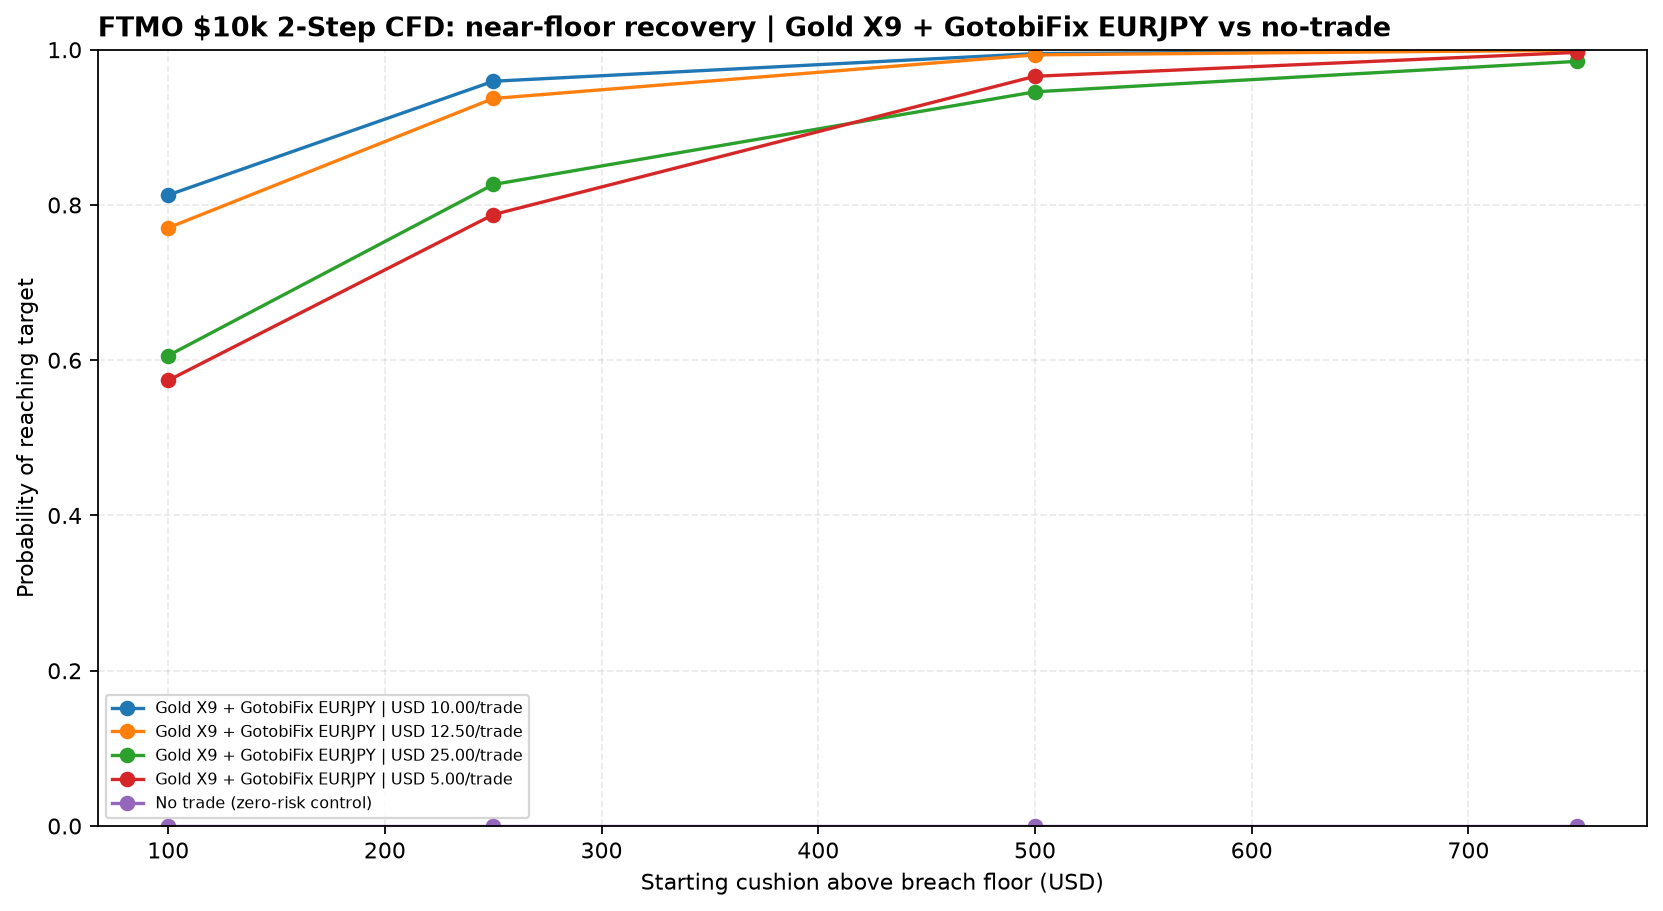 FTMO $10k 2-Step CFD: near-floor recovery | Gold X9 + GotobiFix EURJPY vs no-trade
1.0
0.8
0.6
0.4
0.2
0.0
Probability of reaching target
Gold X9 + GotobiFix EURJPY | USD 10.00/trade
Gold X9 + GotobiFix EURJPY | USD 12.50/trade
Gold X9 + GotobiFix EURJPY | USD 25.00/trade
Gold X9 + GotobiFix EURJPY | USD 5.00/trade
No trade (zero-risk control)
100 200 300 400 500 600 700
Starting cushion above breach floor (USD)